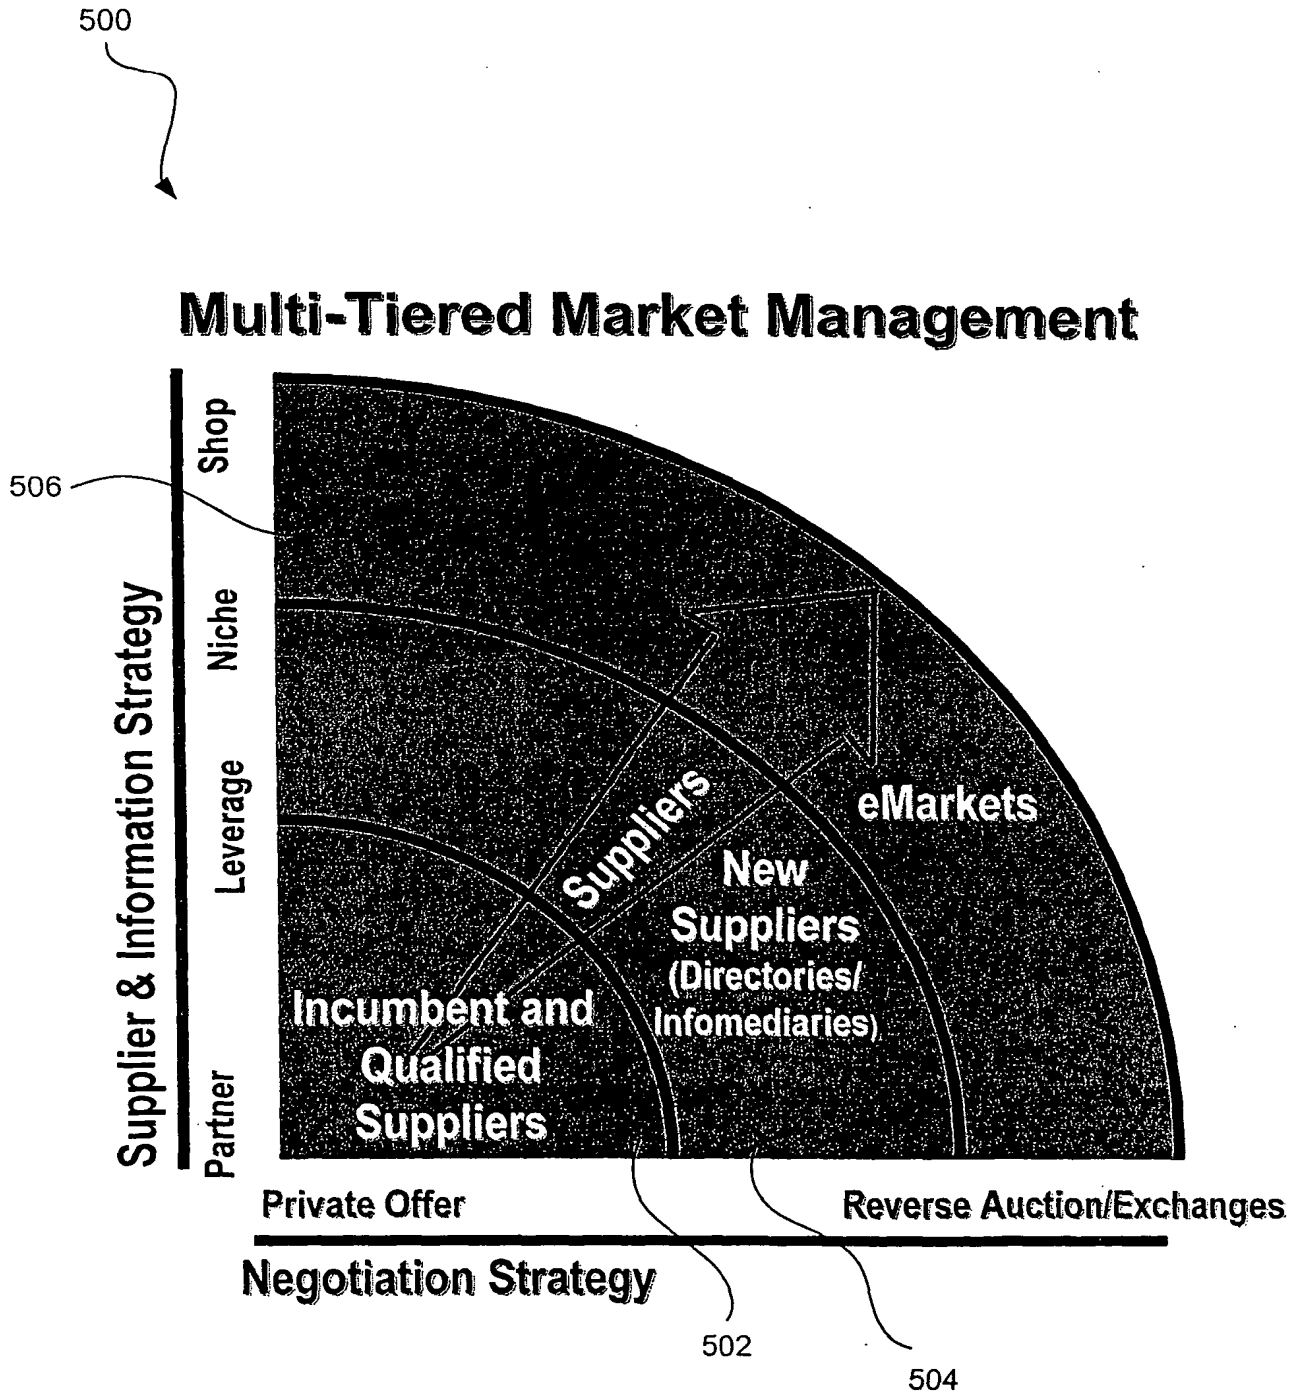 500
Multi-Tiered Market Management
Shop
506
Niche
Supplier & Information Strategy
Leverage
Suppliers
eMarkets
New
Suppliers
(Directories/
Infomediaries)
Incumbent and
Qualified
Suppliers
Partner
Private Offer
Reverse Auction/Exchanges
Negotiation Strategy
502
504